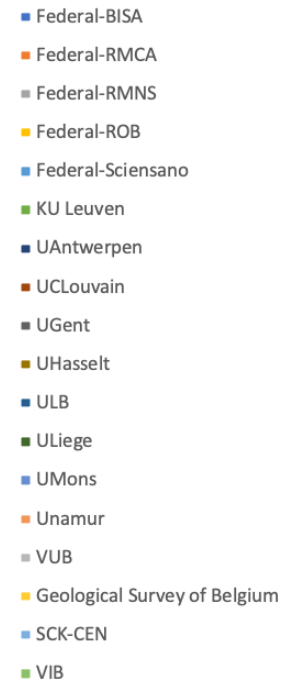 Federal-BISA
Federal-RMCA
Federal-RMNS
Federal-ROB
Federal-Sciensano
KU Leuven
UAntwerpen
UCLouvain
UGent
UHasselt
ULB
ULiege
UMons
Unamur
VUB
Geological Survey of Belgium
SCK-CEN
VIB